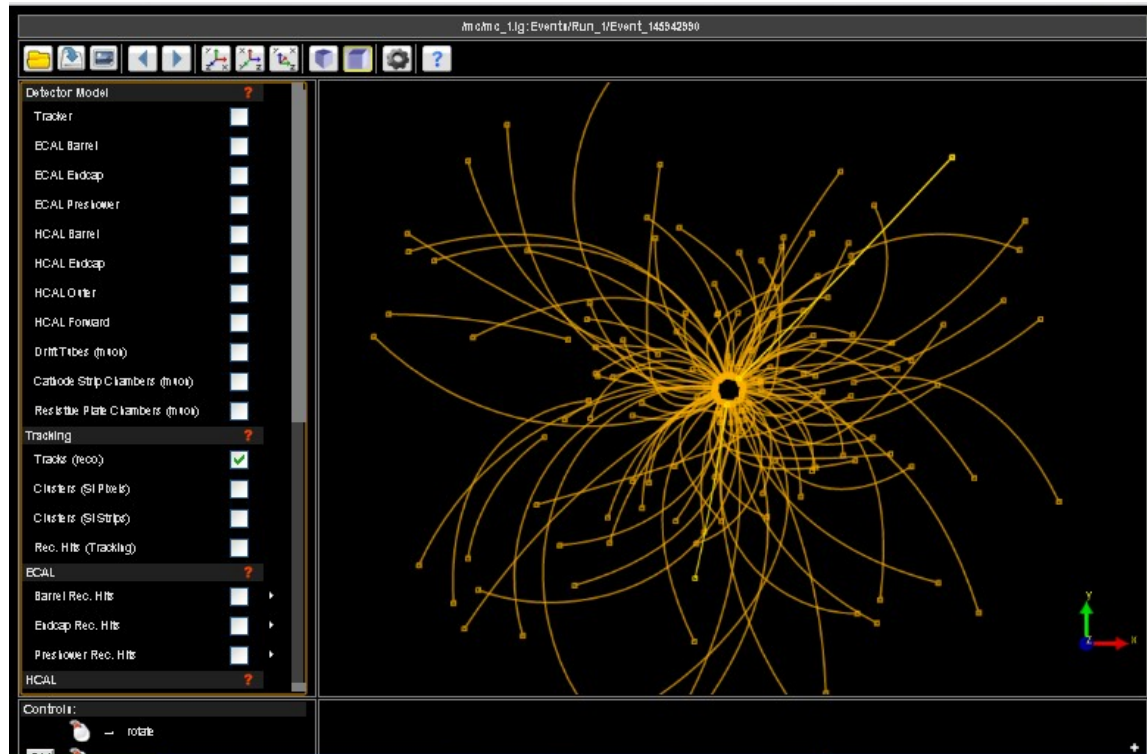 /mc/mc_1.ig:Events/Run_1/Event_145942990
?
Detector Model ?
Tracker
ECAL Barrel
ECAL Endcap
ECAL Preshower
HCAL Barrel
HCAL Endcap
HCAL Outer
HCAL Forward
Drift Tubes (muon)
Cathode Strip Chambers (muon)
Resistive Plate Chambers (muon)
Tracking ?
Tracks (reco.)
Clusters (Si Pixels)
Clusters (Si Strips)
Rec. Hits (Tracking)
ECAL ?
Barrel Rec. Hits
Endcap Rec. Hits
Preshower Rec. Hits
HCAL ?
Y
Z X
Controls:
rotate